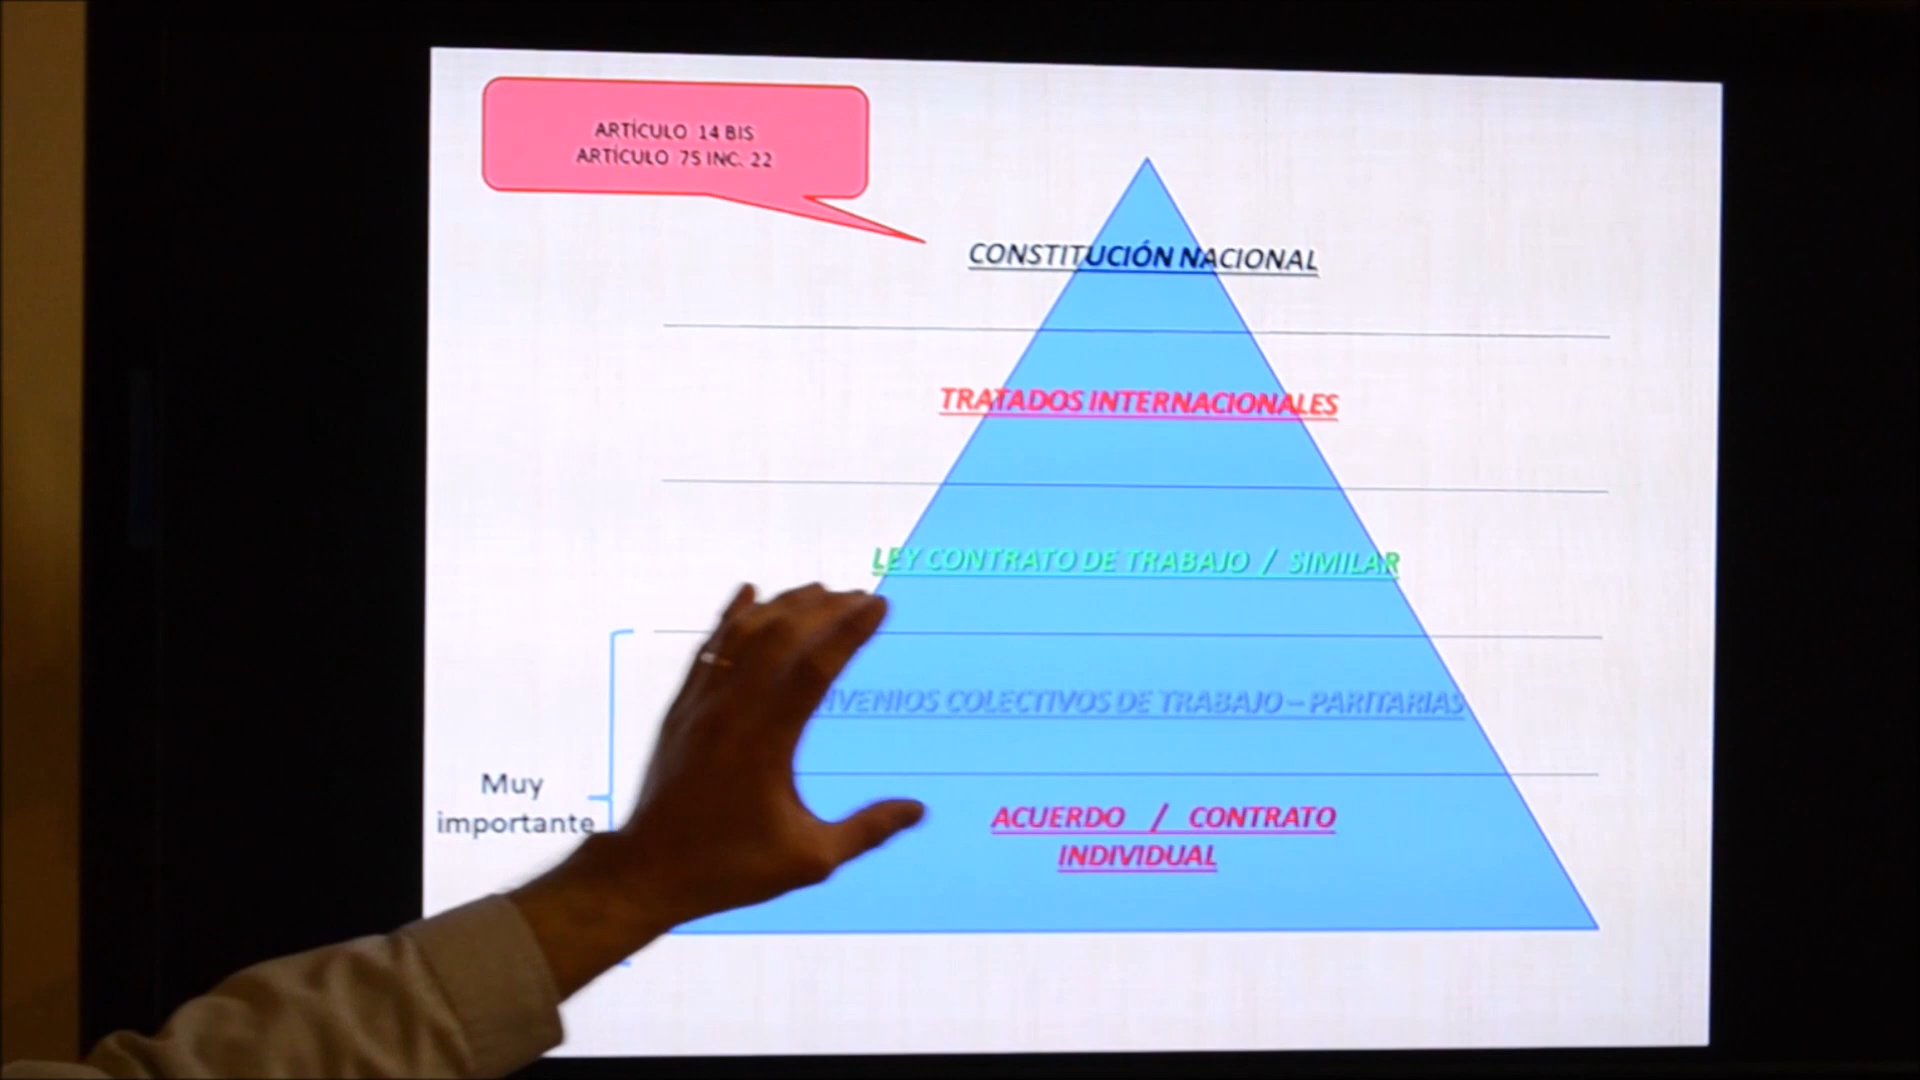 ARTÍCULO 14 BIS
ARTÍCULO 75 INC. 22
CONSTITUCIÓN NACIONAL
TRATADOS INTERNACIONALES
LEY CONTRATO DE TRABAJO / SIMILAR
COLECTIVOS DE TRABAJO – PARITARIAS
Muy
importante
ACUERDO / CONTRATO
INDIVIDUAL